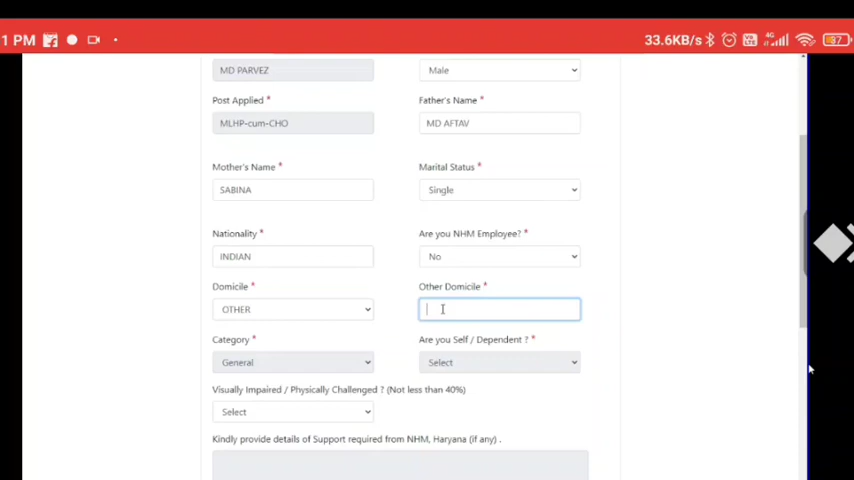 1 PM 33.6KB/s 4G 37
MD PARVEZ Male
Post Applied * Father's Name *
MLHP-cum-CHO MD AFTAV
Mother's Name * Marital Status *
SABINA Single
Nationality * Are you NHM Employee? *
INDIAN No
Domicile * Other Domicile *
OTHER
Category * Are you Self / Dependent ? *
General Select
Visually Impaired / Physically Challenged ? (Not less than 40%)
Select
Kindly provide details of Support required from NHM, Haryana (if any) .